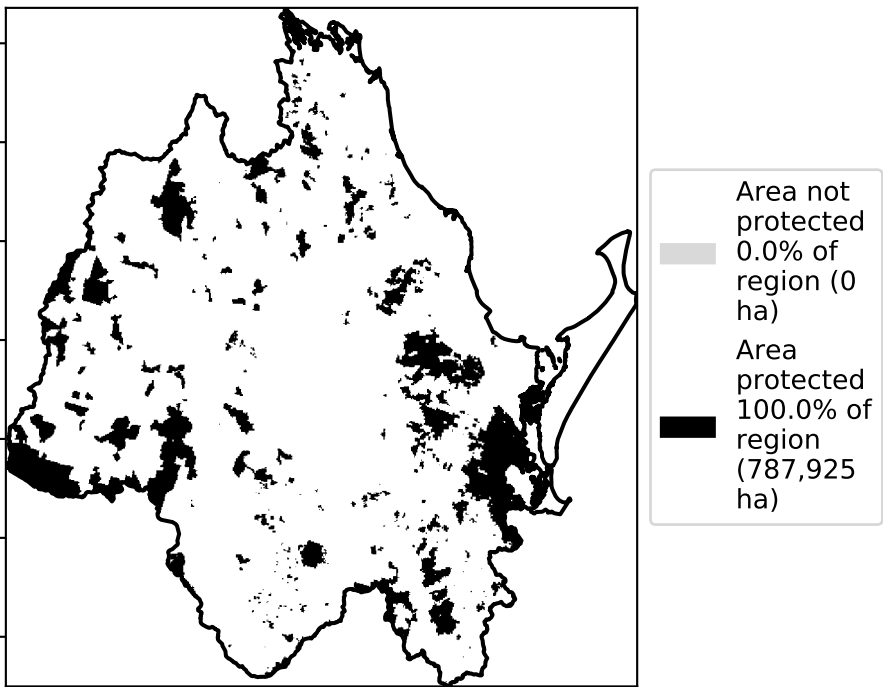 Area not
protected
0.0% of
region (0
ha)
Area
protected
100.0% of
region
(787,925
ha)